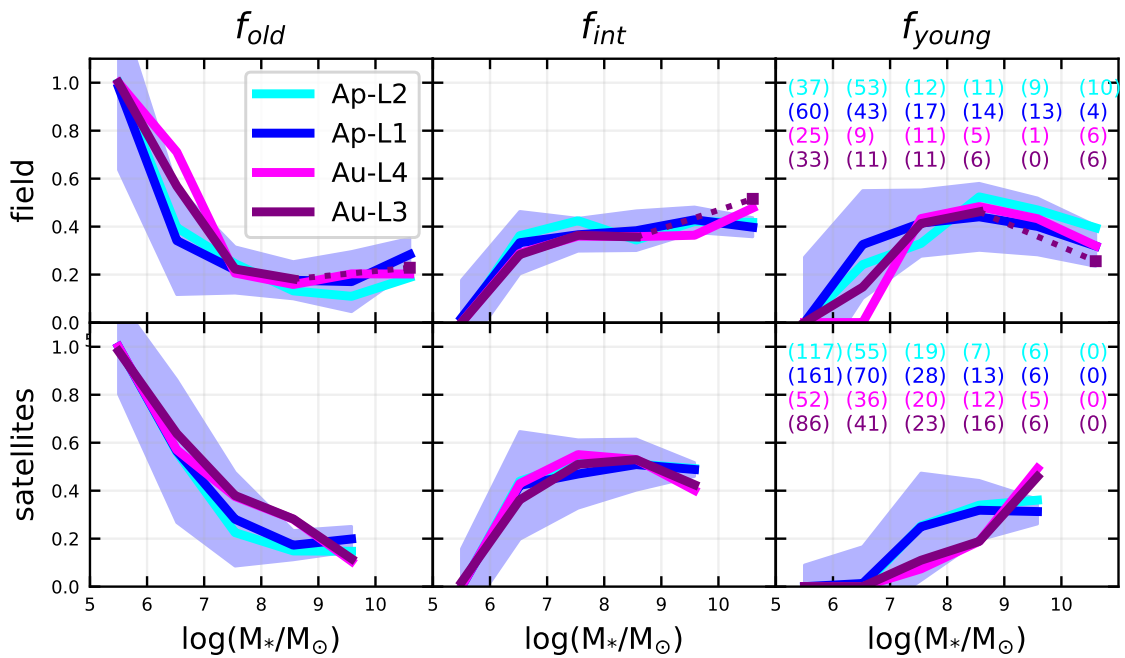 f_old f_int f_young
1.0
0.8
0.6
0.4
0.2
0.0
field
Ap-L2
Ap-L1
Au-L4
Au-L3
(37) (53) (12) (11) (9) (10)
(60) (43) (17) (14) (13) (4)
(25) (9) (11) (5) (1) (6)
(33) (11) (11) (6) (0) (6)
1.0
0.8
0.6
0.4
0.2
0.0
satellites
(117) (55) (19) (7) (6) (0)
(161) (70) (28) (13) (6) (0)
(52) (36) (20) (12) (5) (0)
(86) (41) (23) (16) (6) (0)
5 6 7 8 9 10 5 6 7 8 9 10 5 6 7 8 9 10
log(M*/M⊙) log(M*/M⊙) log(M*/M⊙)